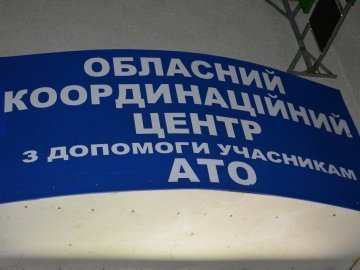 ОБЛАСНИЙ
КООРДИНАЦІЙНИЙ
ЦЕНТР
З ДОПОМОГИ УЧАСНИКАМ
АТО